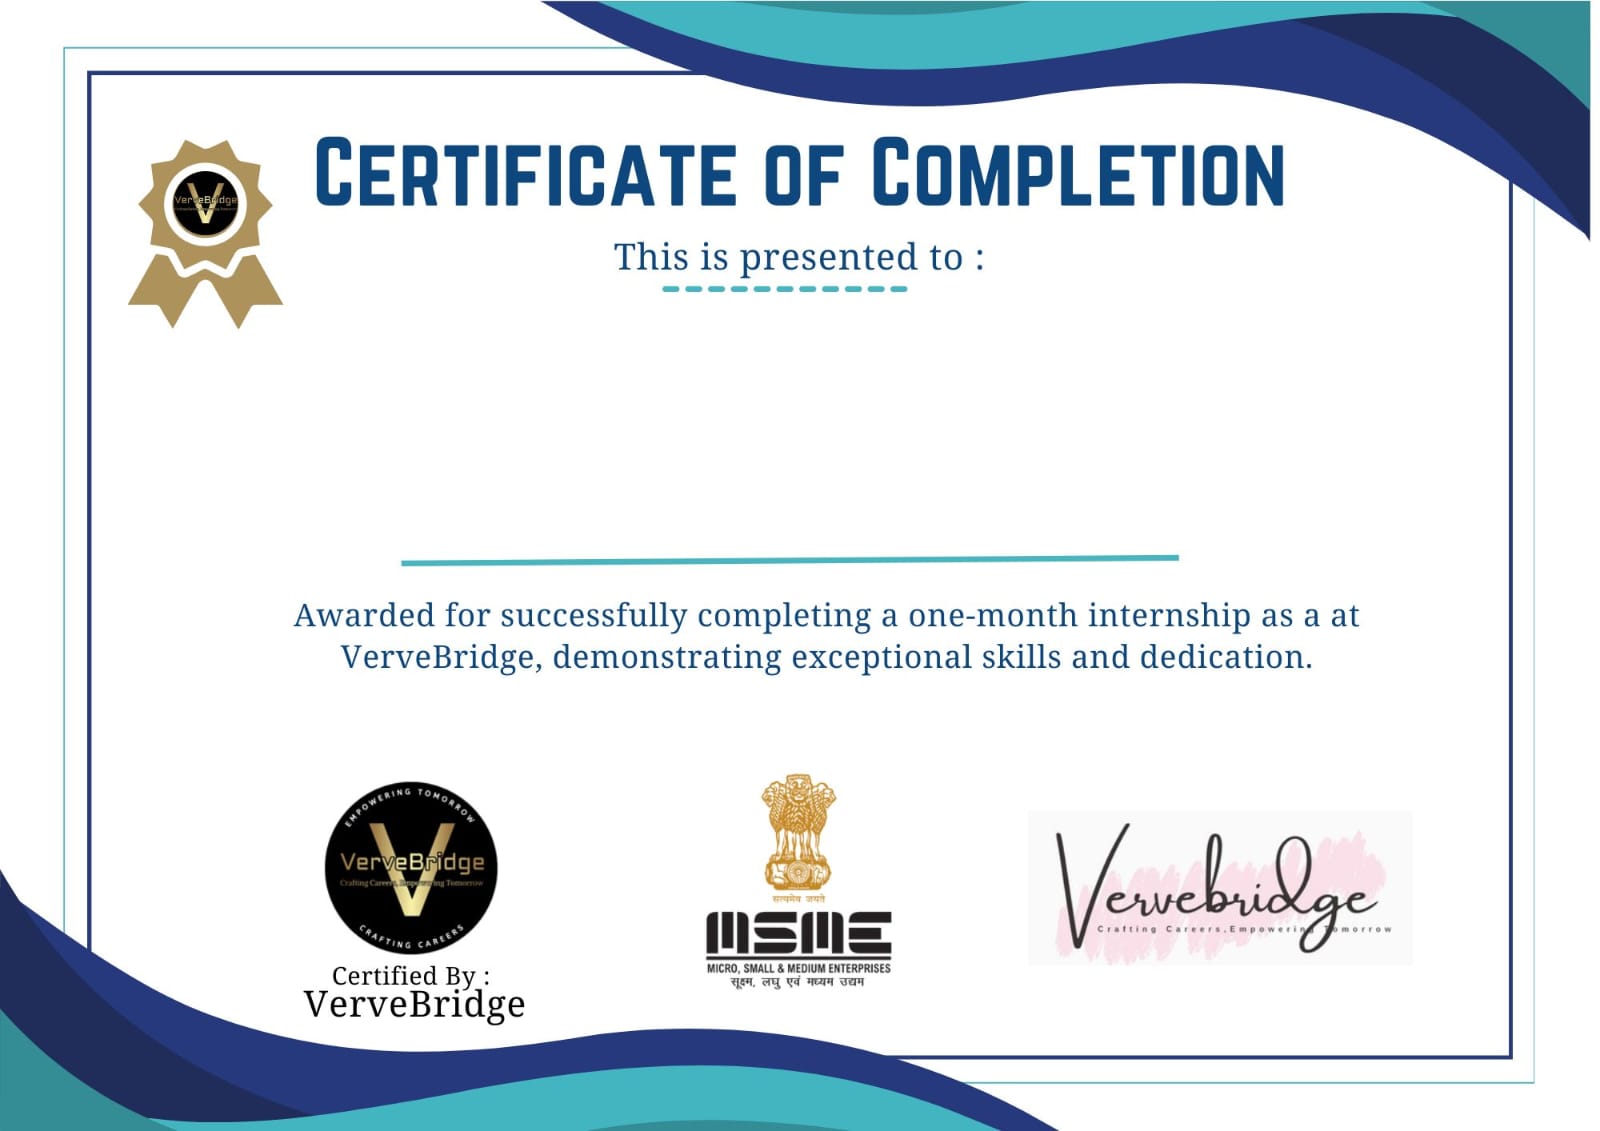 CERTIFICATE OF COMPLETION
VerveBridge
This is presented to :
Awarded for successfully completing a one-month internship as a at
VerveBridge, demonstrating exceptional skills and dedication.
EMPOWERING TOMORROW
VerveBridge
Crafting Careers, Empowering Tomorrow
CRAFTING CAREERS
Certified By :
VerveBridge
सत्यमेव जयते
MSME
MICRO, SMALL & MEDIUM ENTERPRISES
सूक्ष्म, लघु एवं मध्यम उद्यम
Vervebridge
Crafting Careers,Empowering Tomorrow